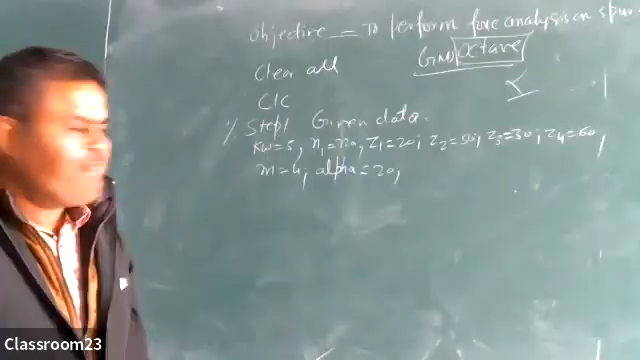 Objective = To perform force analysis on spur
GNU Octave
Clear all
α
Clc
% Step1 Given data.
kW=5, n1=720, Z1=20; Z2=50; Z3=30; Z4=60,
m=4, alpha=20,
Classroom23